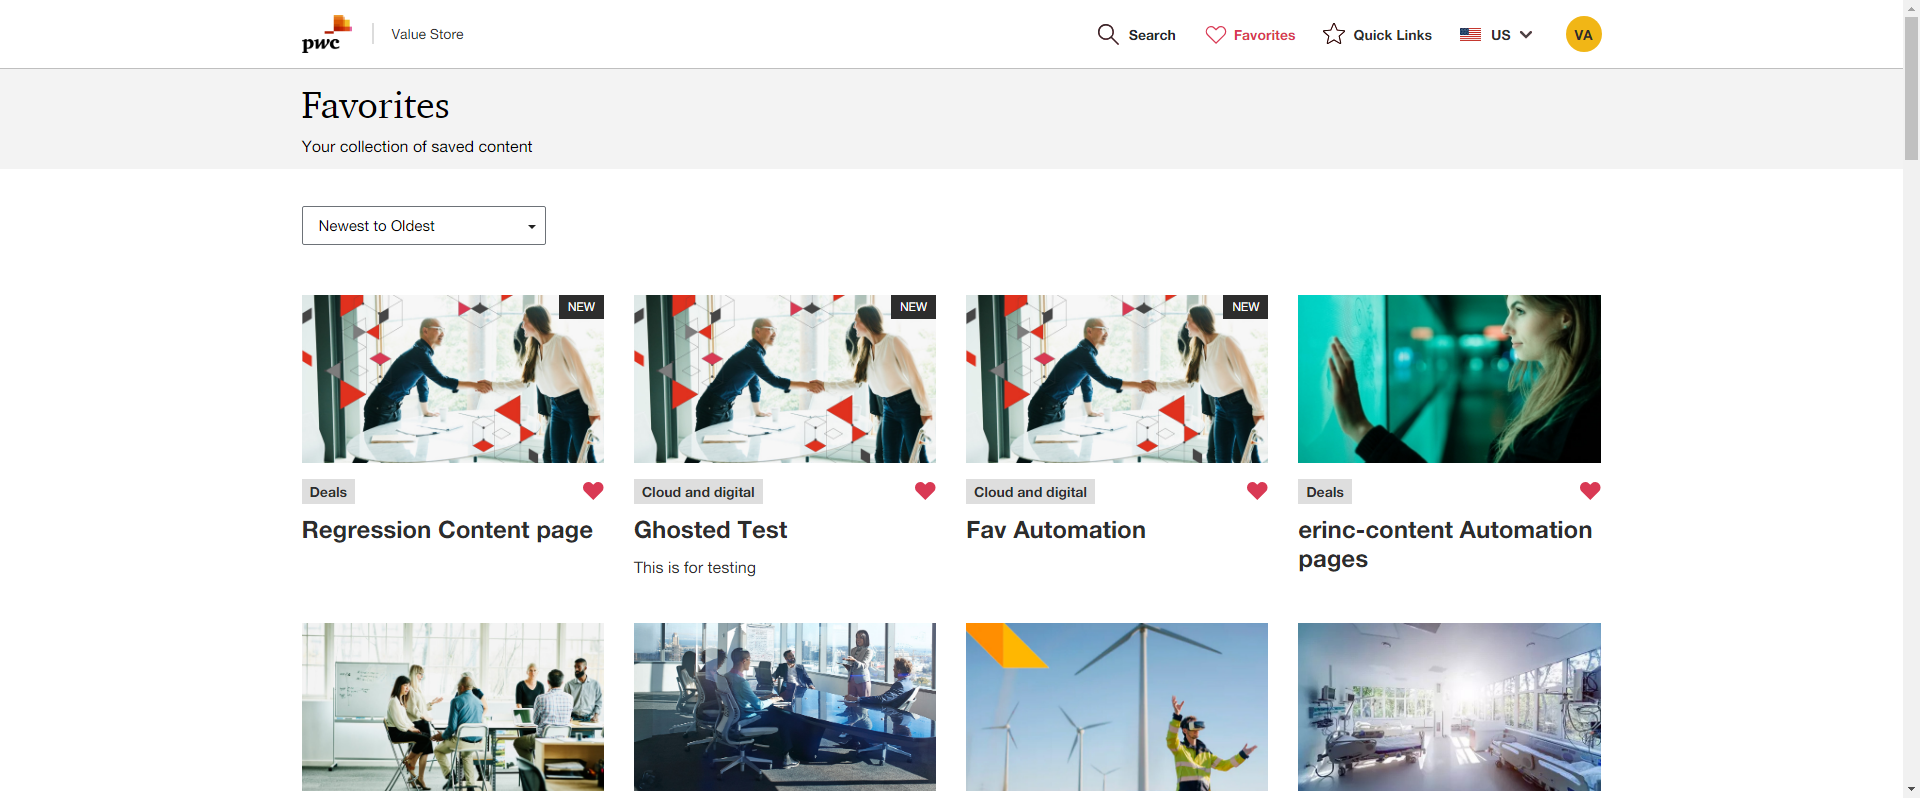 pwc
Value Store
Search
Favorites
Quick Links
US
VA
Favorites
Your collection of saved content
Newest to Oldest
NEW
NEW
NEW
Deals
Cloud and digital
Cloud and digital
Deals
Regression Content page
Ghosted Test
Fav Automation
erinc-content Automation
pages
This is for testing